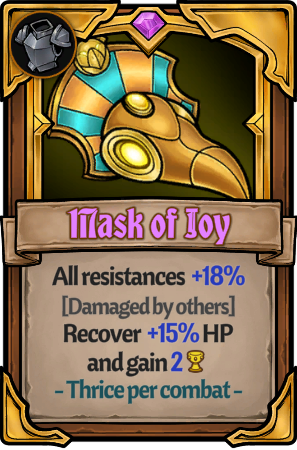 Mask of Joy
All resistances +18%
[Damaged by others]
Recover +15% HP
and gain 2
- Thrice per combat -